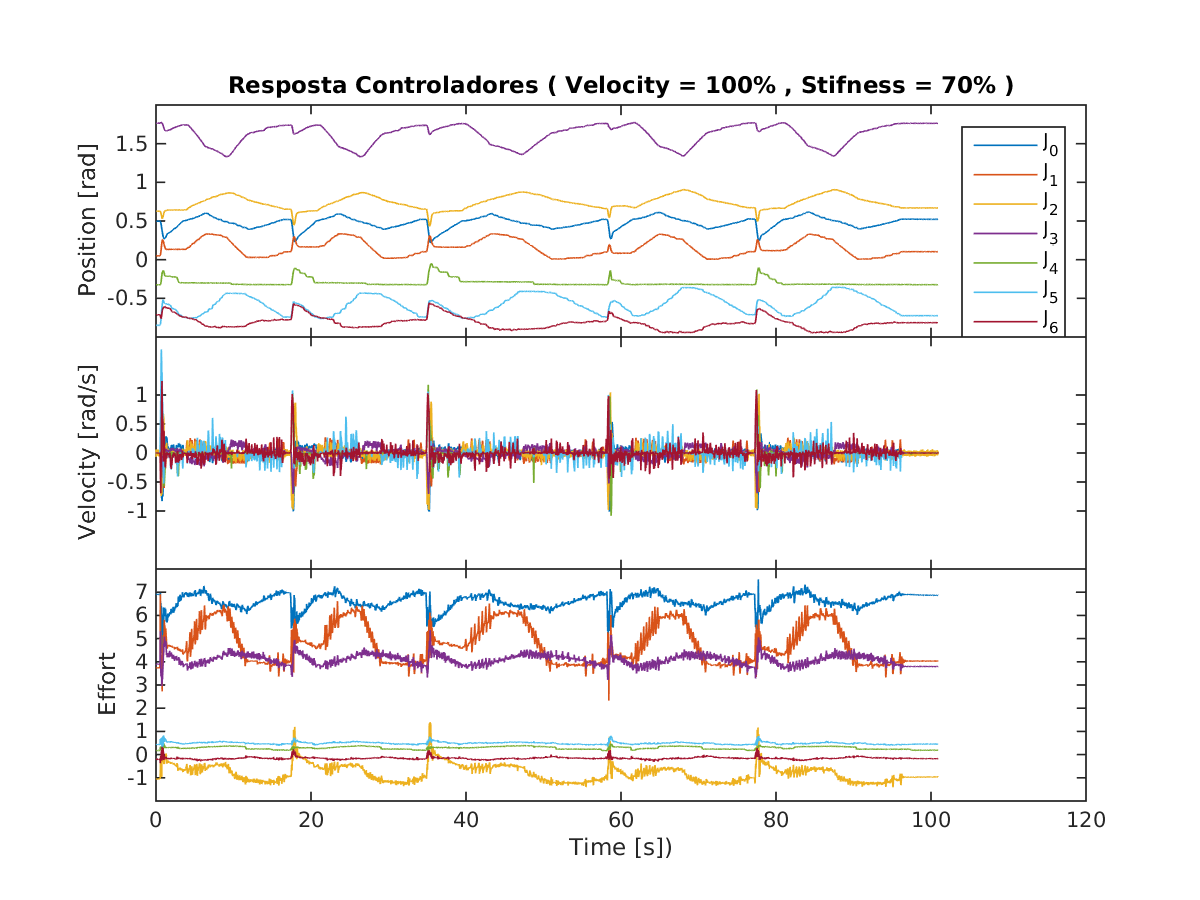 Resposta Controladores ( Velocity = 100% , Stifness = 70% )
Position [rad]
1.5
1
0.5
0
-0.5
J0
J1
J2
J3
J4
J5
J6
Velocity [rad/s]
1
0.5
0
-0.5
-1
Effort
7
6
5
4
3
2
1
0
-1
0 20 40 60 80 100 120
Time [s])